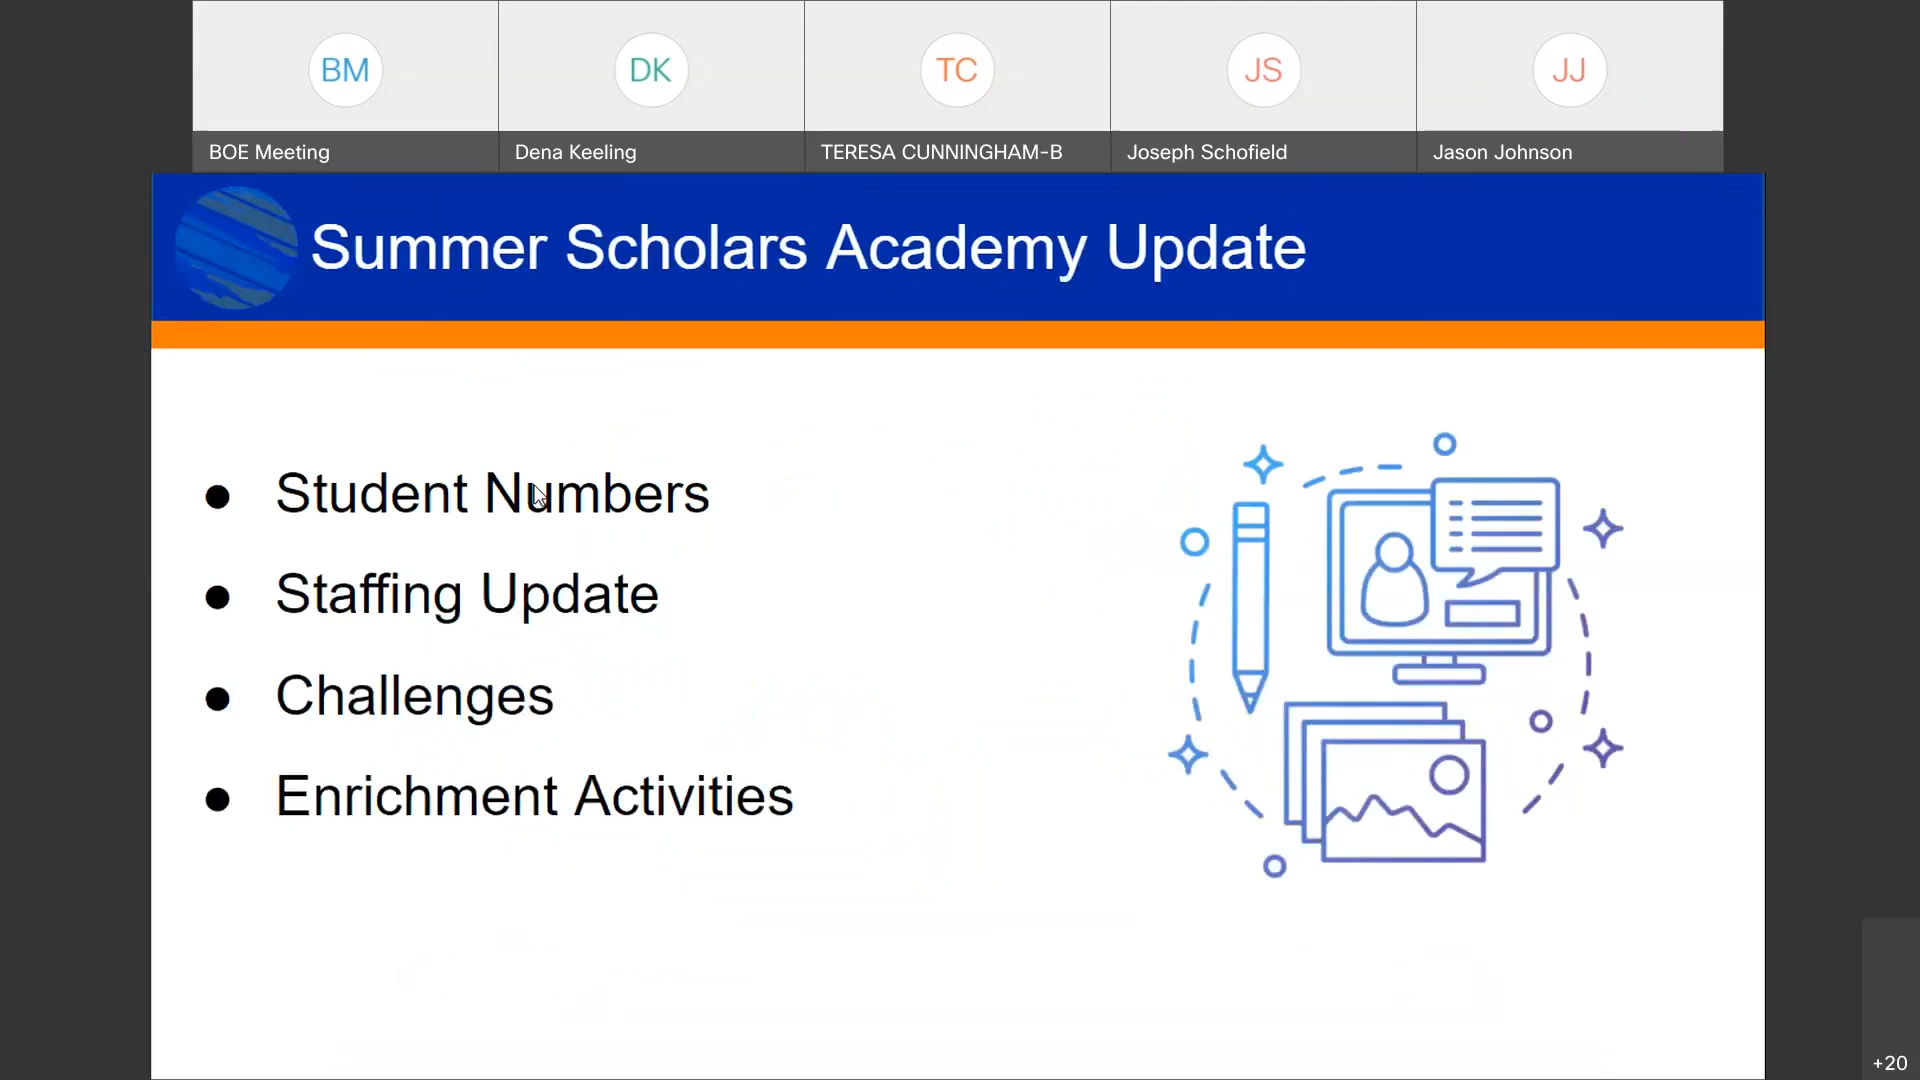 BM
DK
TC
JS
JJ
BOE Meeting
Dena Keeling
TERESA CUNNINGHAM-B
Joseph Schofield
Jason Johnson
Summer Scholars Academy Update
● Student Numbers
● Staffing Update
● Challenges
● Enrichment Activities
+20